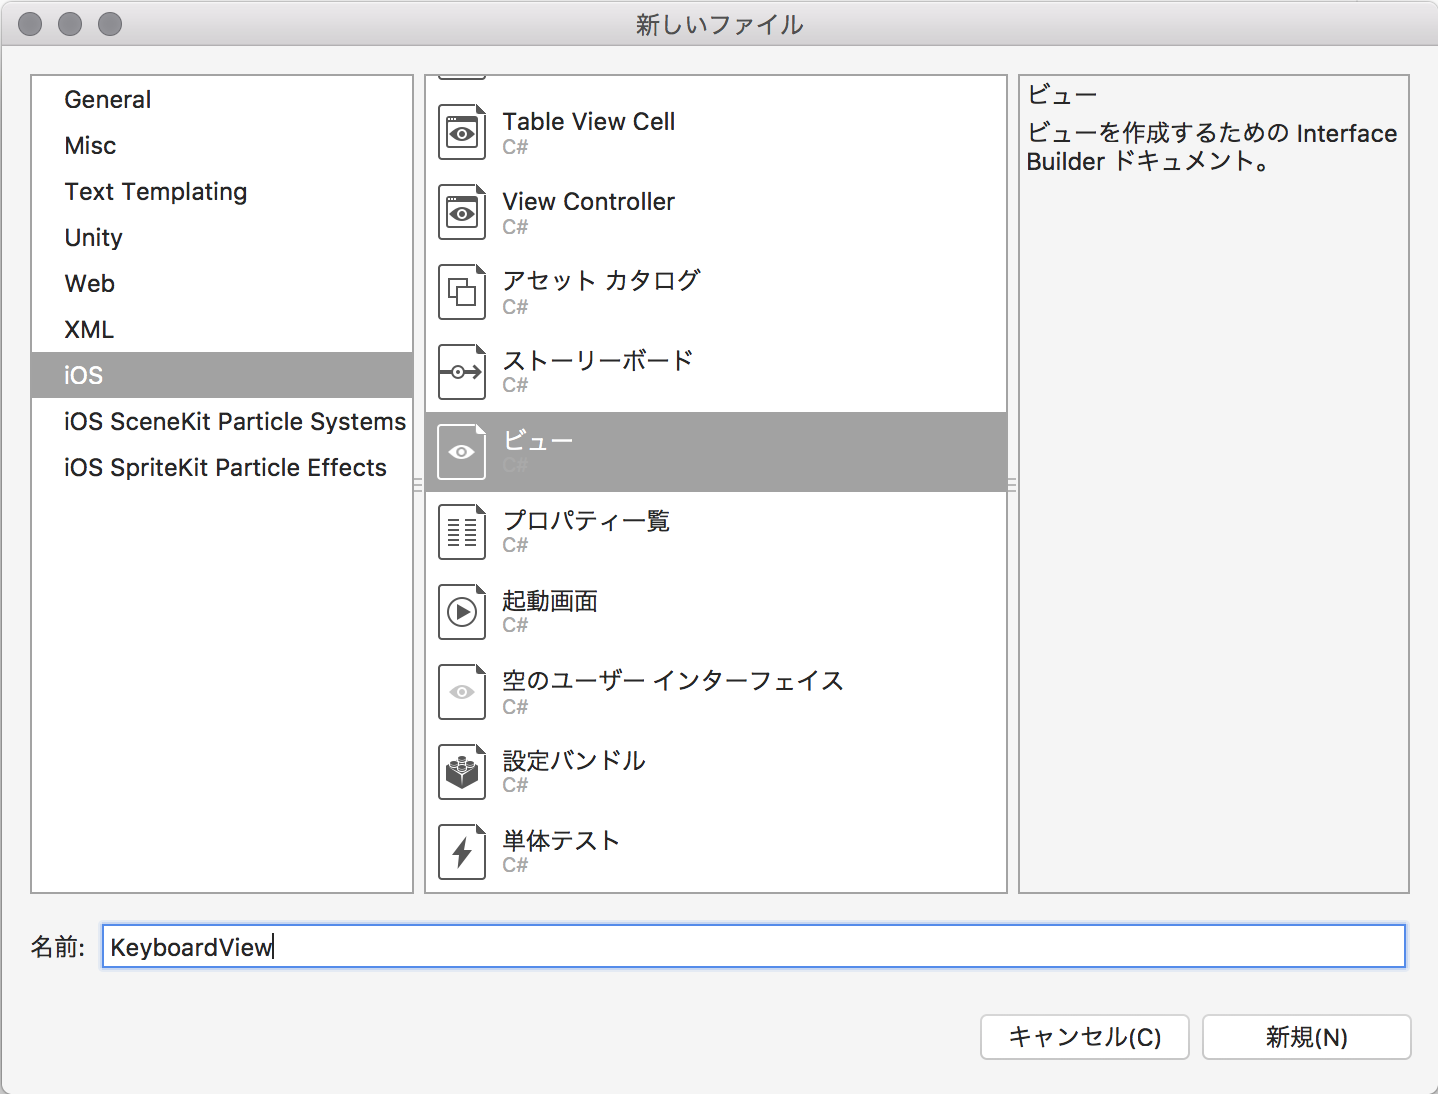 新しいファイル
General
Misc
Text Templating
Unity
Web
XML
iOS
iOS SceneKit Particle Systems
iOS SpriteKit Particle Effects
Table View Cell
C#
View Controller
C#
アセット カタログ
C#
ストーリーボード
C#
ビュー
C#
プロパティ一覧
C#
起動画面
C#
空のユーザー インターフェイス
C#
設定バンドル
C#
単体テスト
C#
ビュー
ビューを作成するための Interface
Builder ドキュメント。
名前:
KeyboardView
キャンセル(C)
新規(N)